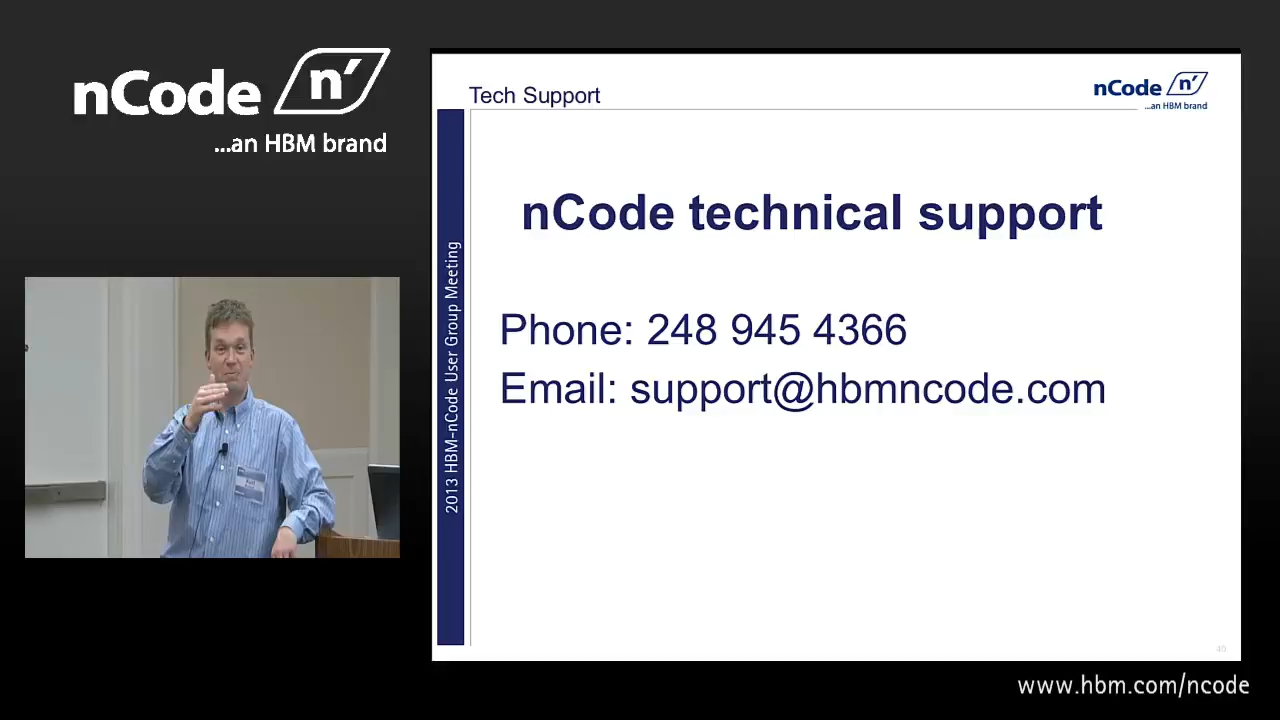 nCode n'
...an HBM brand
Tech Support
nCode n'
...an HBM brand
2013 HBM-nCode User Group Meeting
nCode technical support
Phone: 248 945 4366
Email: support@hbmncode.com
40
www.hbm.com/ncode